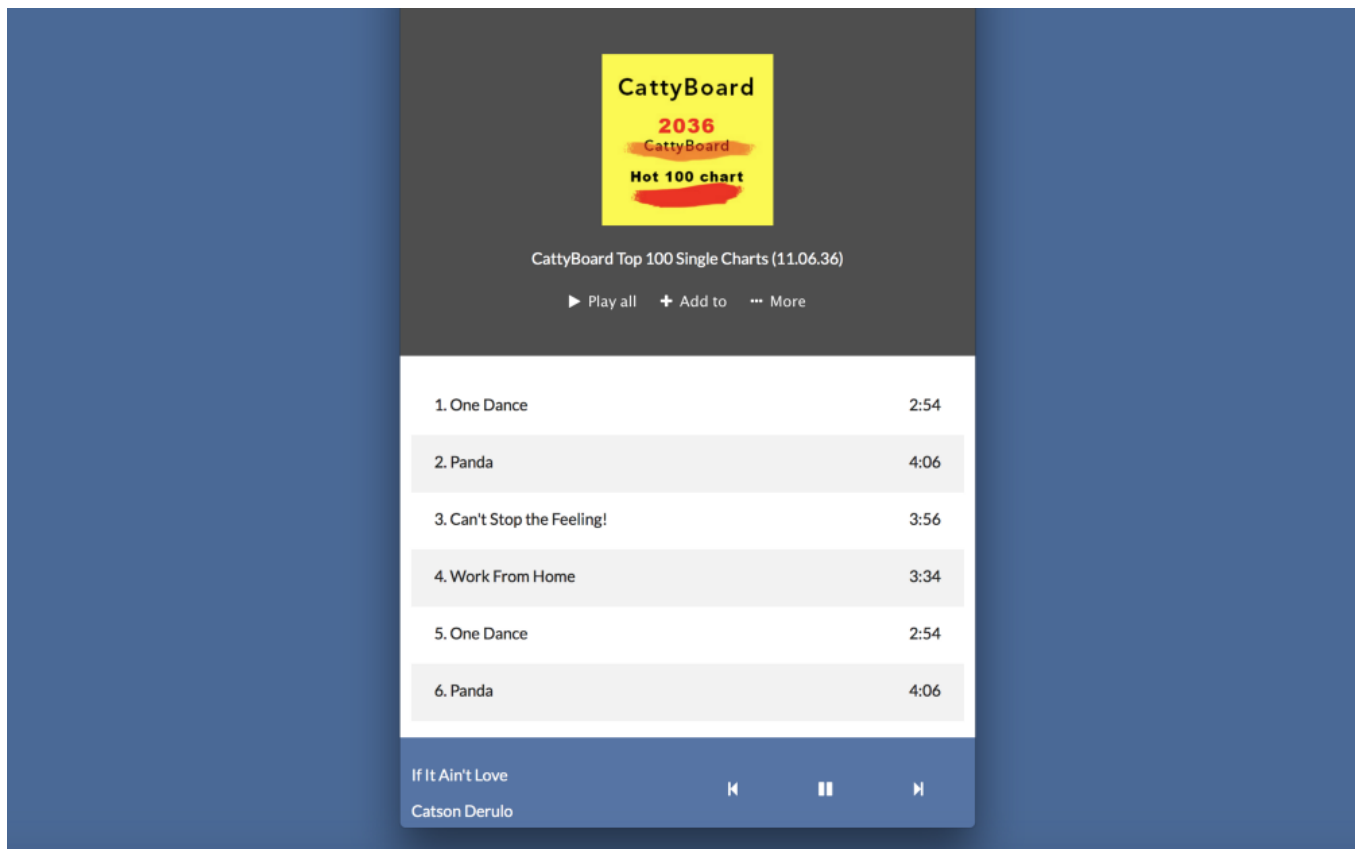 CattyBoard
2036
CattyBoard
Hot 100 chart
CattyBoard Top 100 Single Charts (11.06.36)
Play all Add to More
1. One Dance 2:54
2. Panda 4:06
3. Can't Stop the Feeling! 3:56
4. Work From Home 3:34
5. One Dance 2:54
6. Panda 4:06
If It Ain't Love
Catson Derulo